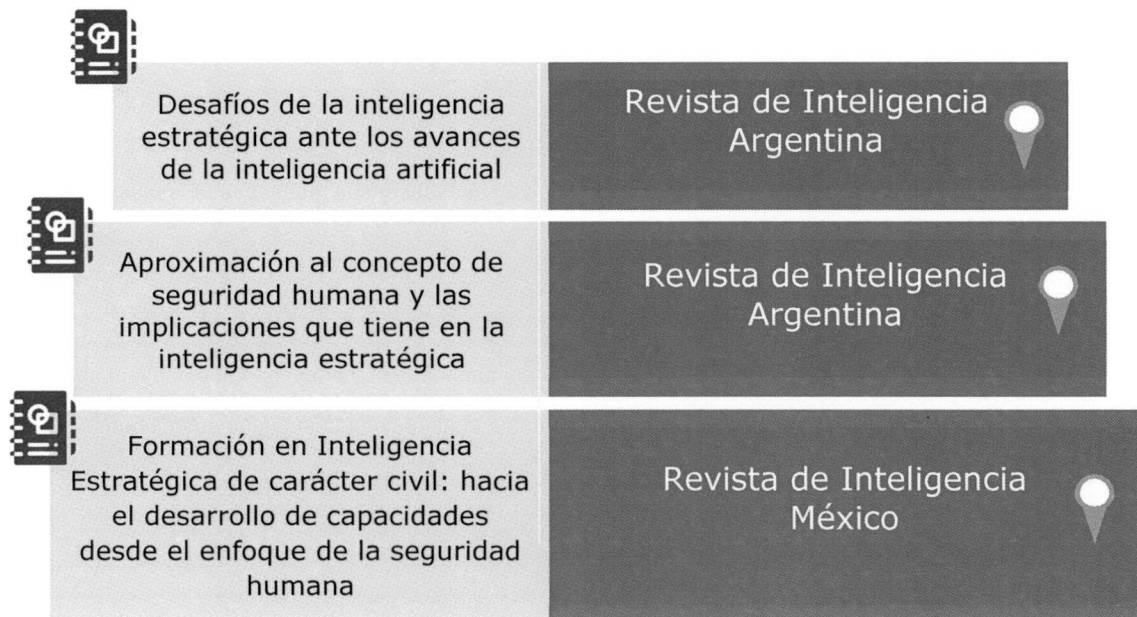 Desafíos de la inteligencia
estratégica ante los avances
de la inteligencia artificial
Revista de Inteligencia
Argentina
Aproximación al concepto de
seguridad humana y las
implicaciones que tiene en la
inteligencia estratégica
Revista de Inteligencia
Argentina
Formación en Inteligencia
Estratégica de carácter civil: hacia
el desarrollo de capacidades
desde el enfoque de la seguridad
humana
Revista de Inteligencia
México